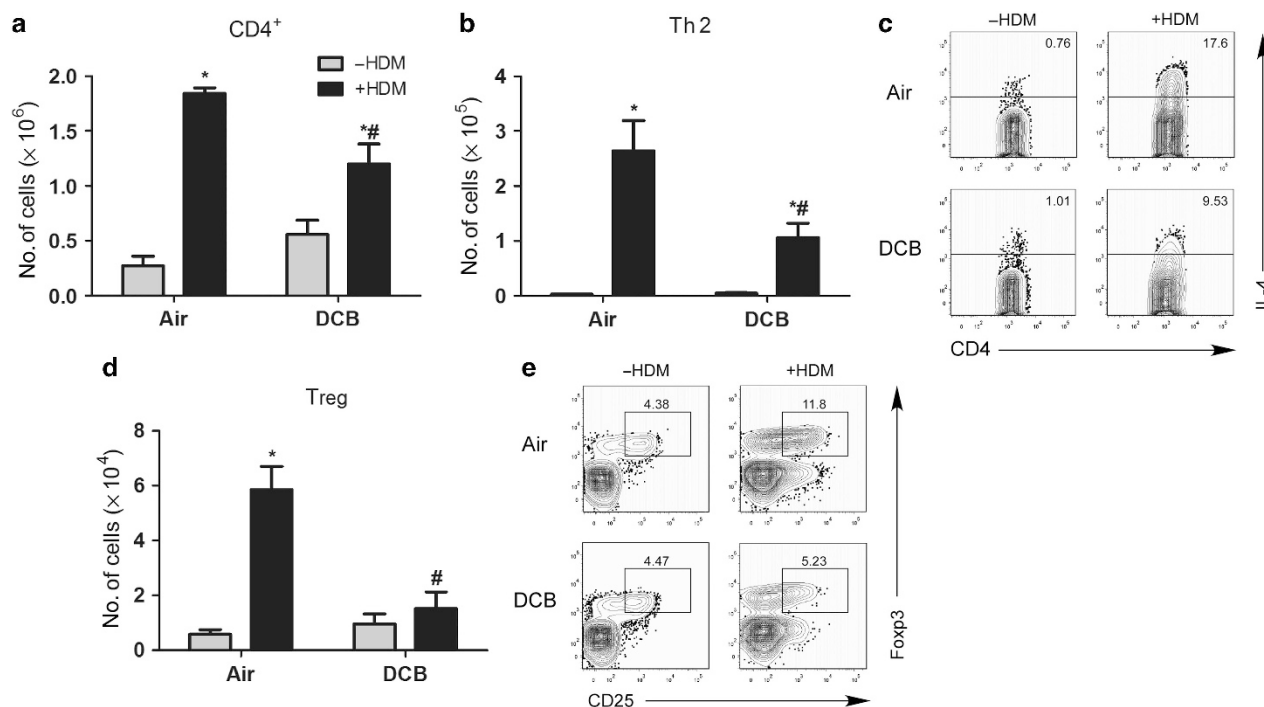 a
CD4+
–HDM
+HDM
No. of cells (× 10^6)
2.0
1.5
1.0
0.5
0.0
*
*#
Air
DCB
b
Th 2
No. of cells (× 10^5)
4
3
2
1
0
*
*#
Air
DCB
c
–HDM
+HDM
Air
0.76
17.6
DCB
1.01
9.53
CD4
d
Treg
No. of cells (× 10^4)
8
6
4
2
0
*
#
Air
DCB
e
–HDM
+HDM
Air
4.38
11.8
DCB
4.47
5.23
CD25
Foxp3